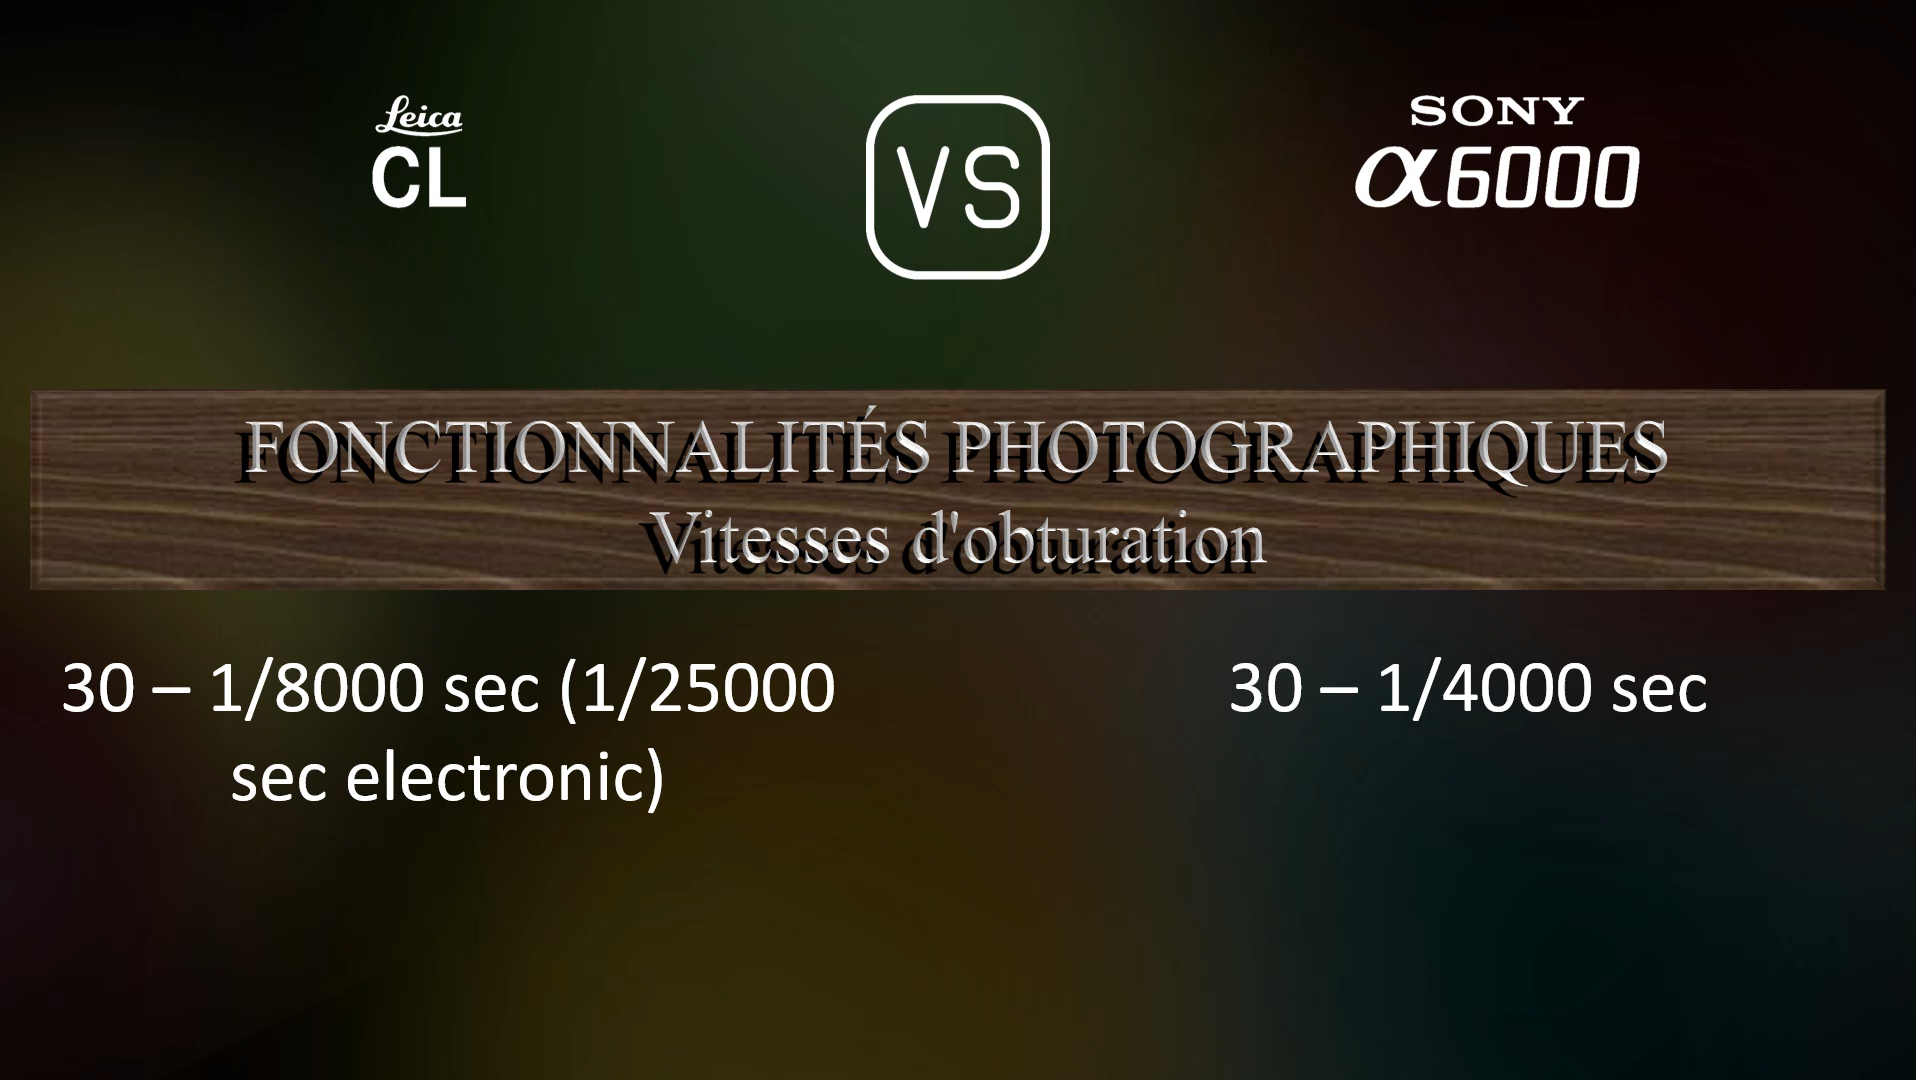 Leica
CL
VS
SONY
α6000
FONCTIONNALITÉS PHOTOGRAPHIQUES
Vitesses d'obturation
30 – 1/8000 sec (1/25000
sec electronic)
30 – 1/4000 sec